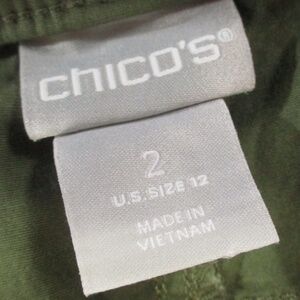 chico's®
2
U.S. SIZE 12
MADE IN
VIETNAM